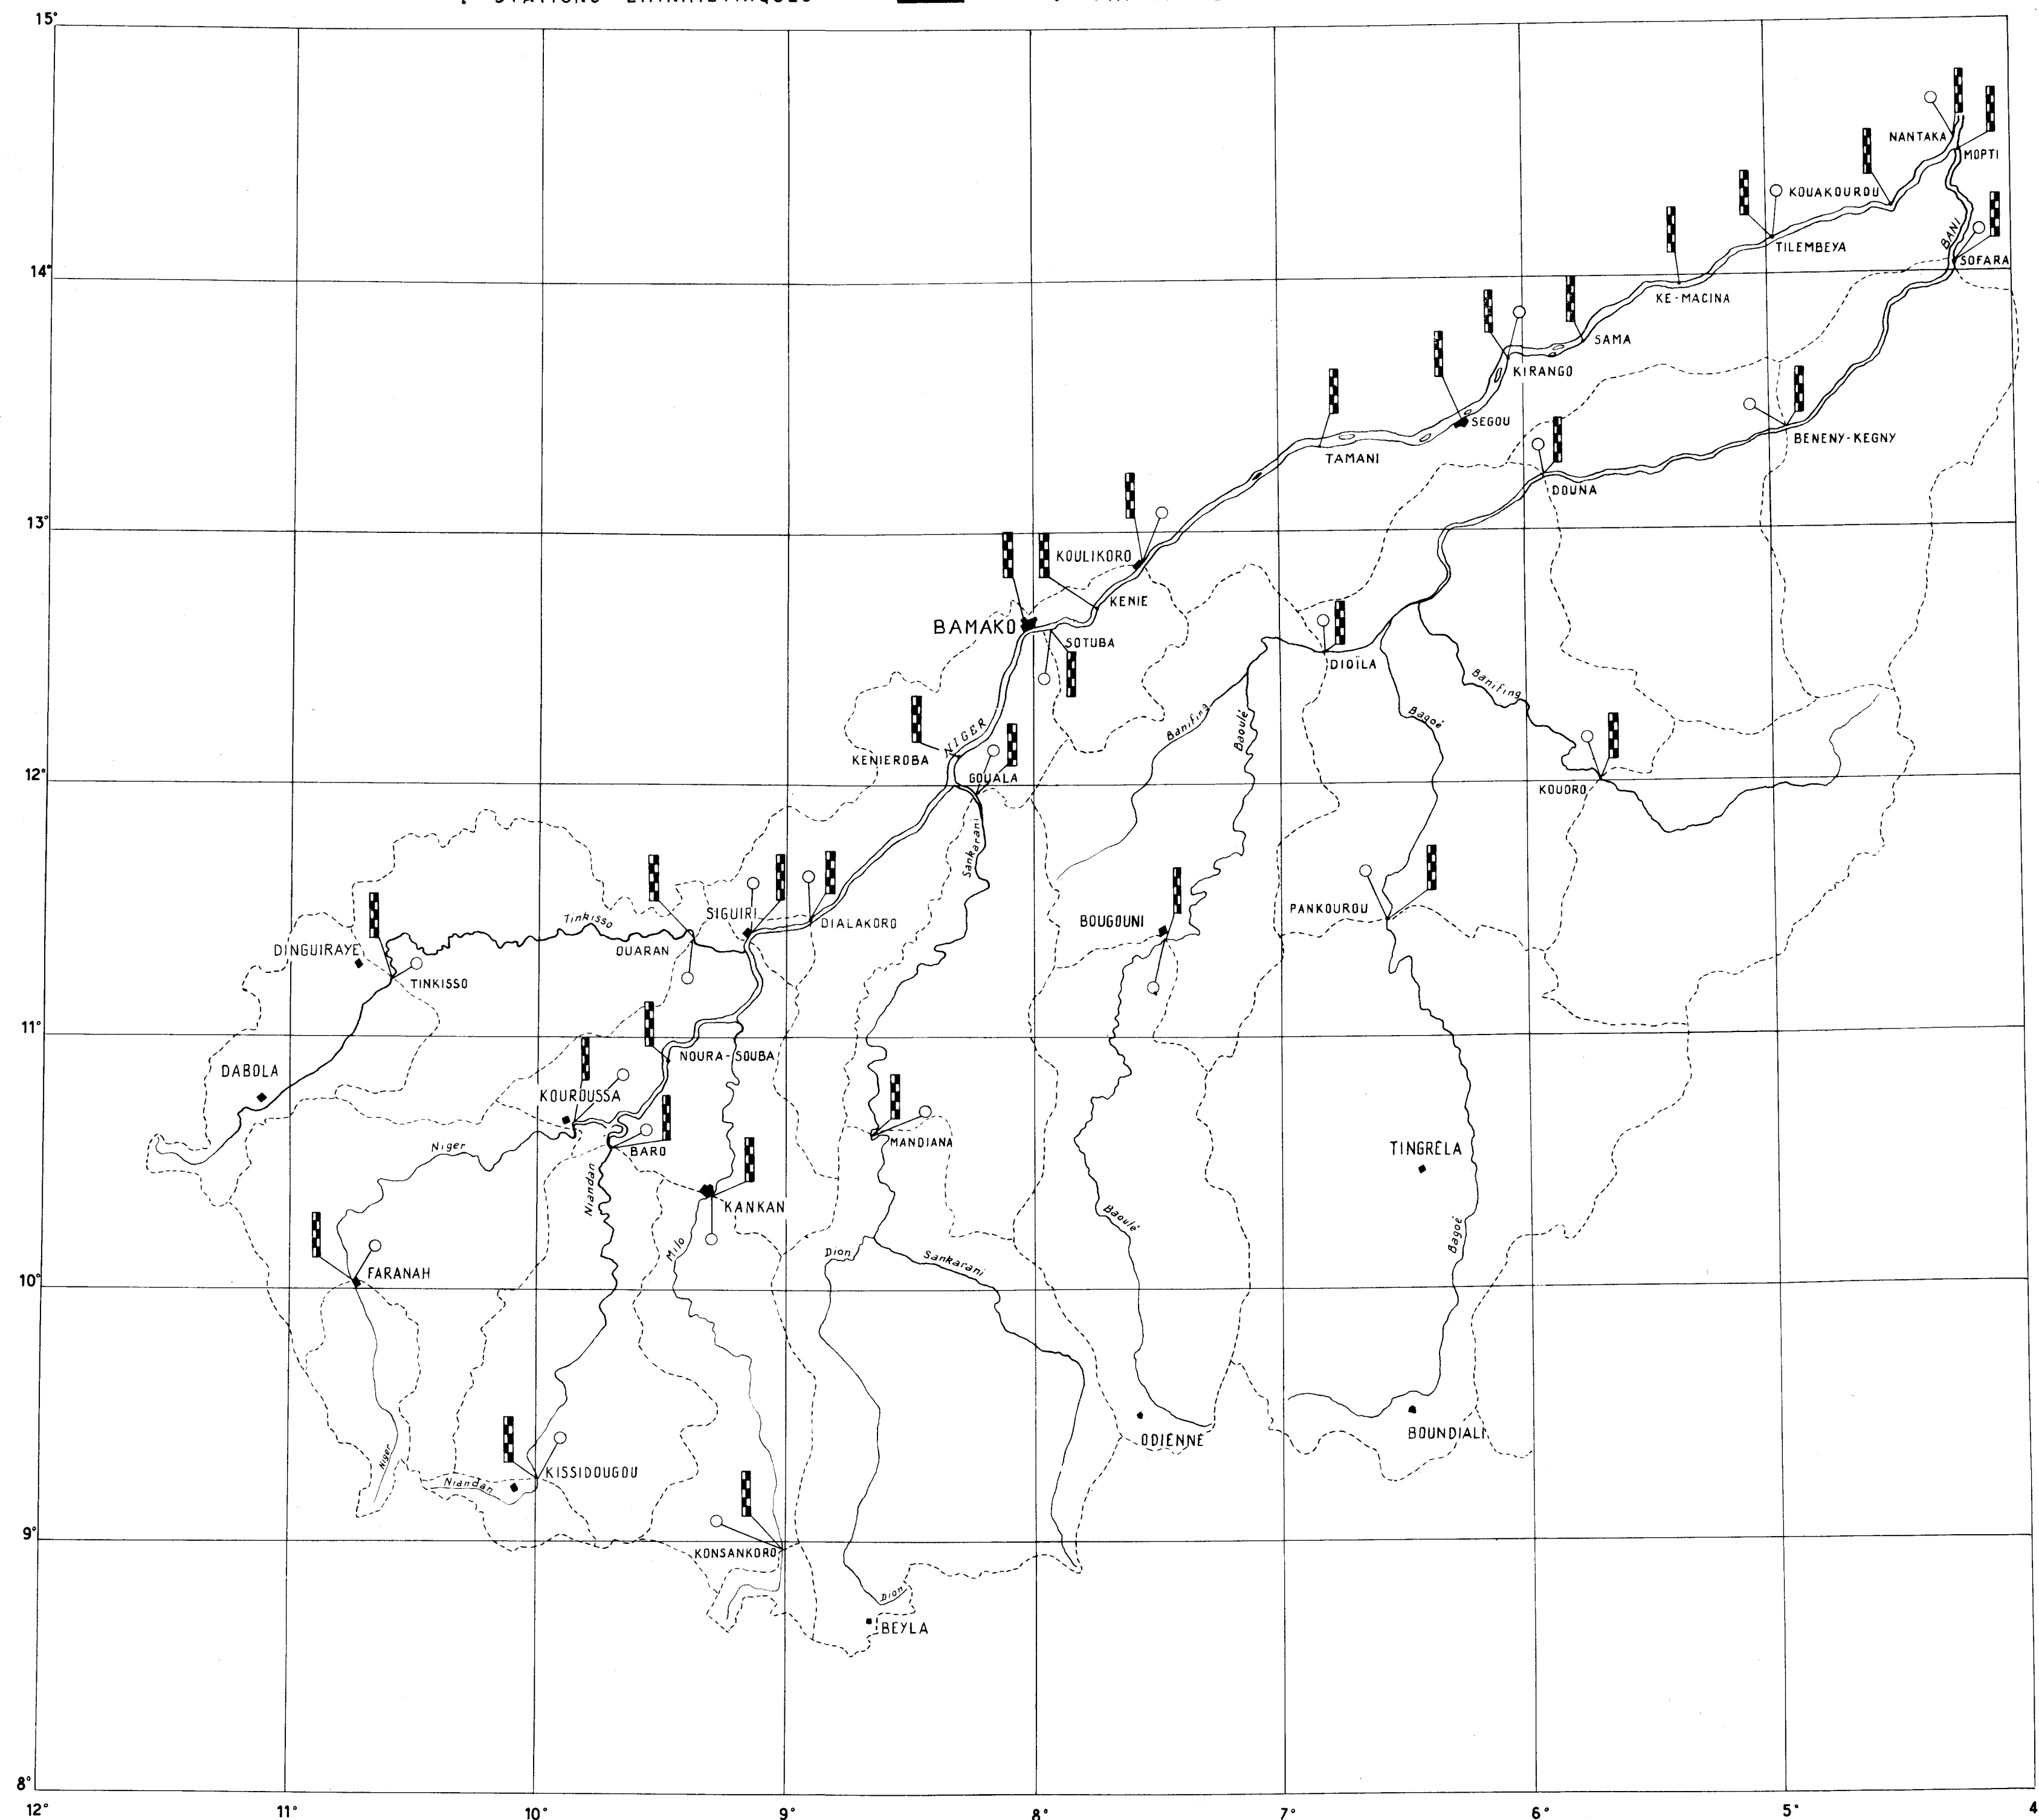 STATIONS LIMNIMETRIQUES
15°
NANTAKA
MOPTI
KOUAKOUROU
TILEMBEYA
BANI
SOFARA
14°
KE-MACINA
SAMA
KIRANGO
SEGOU
TAMANI
BENENY-KEGNY
DOUNA
13°
KOULIKORO
KENIE
BAMAKO
SOTUBA
DIOÏLA
Banifing
Bagoé
Banifing
Baoulé
NIGER
KENIEROBA
GOUALA
12°
KOUORO
Sankarani
Tinkisso
SIGUIRI
DIALAKORO
BOUGOUNI
PANKOUROU
DINGUIRAYE
OUARAN
TINKISSO
11°
NOURA-SOUBA
DABOLA
KOUROUSSA
Niger
BARO
MANDIANA
TINGRELA
Niandan
KANKAN
Baoulé
Bagoé
Milo
Dion
Sankarani
FARANAH
10°
ODIENNE
BOUNDIALI
Niger
KISSIDOUGOU
Niandan
9°
KONSANKORO
Dion
BEYLA
8°
12° 11° 10° 9° 8° 7° 6° 5° 4